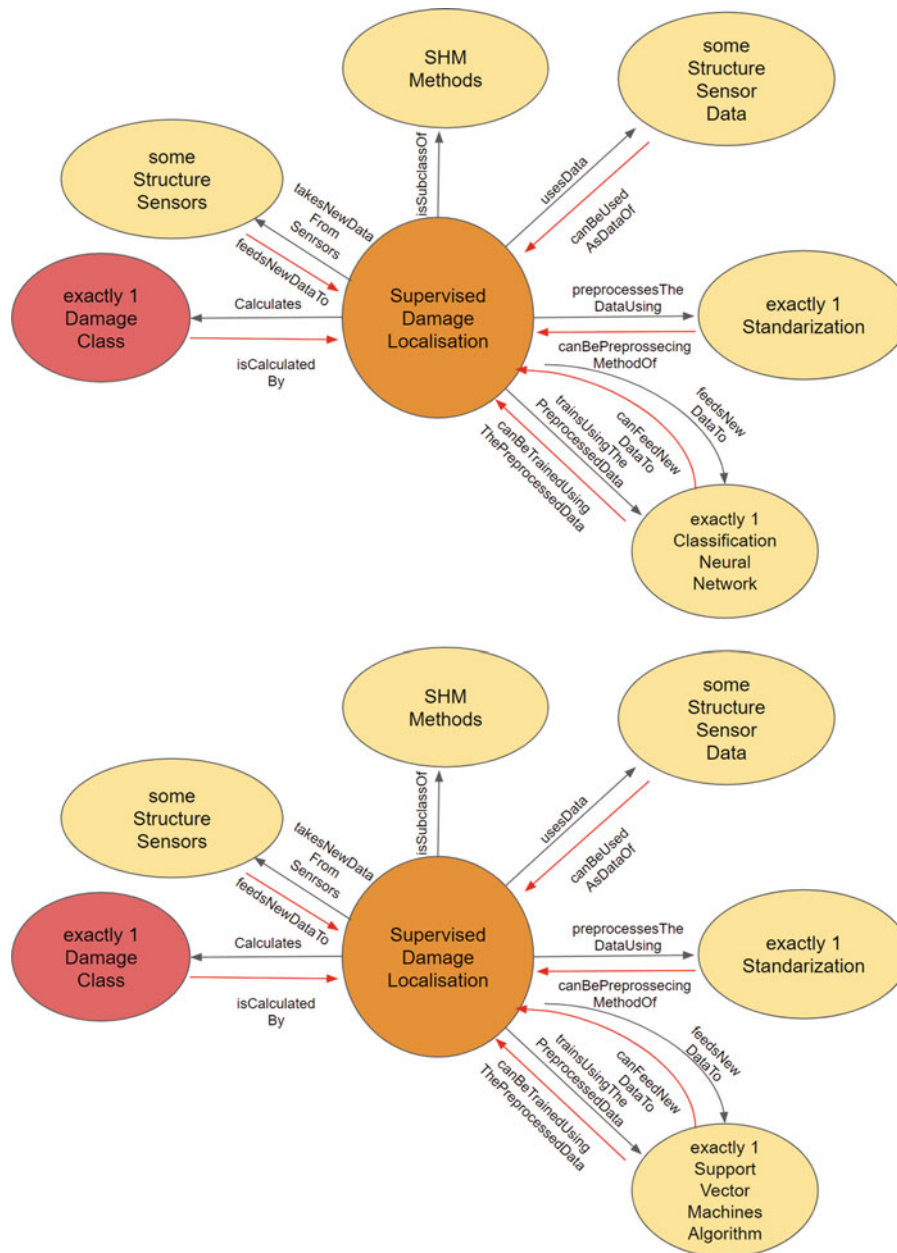 SHM
Methods
some
Structure
Sensor
Data
some
Structure
Sensors
isSubclassOf
usesData
canBeUsed
AsDataOf
takesNewData
From
Senrsors
feedsNewDataTo
exactly 1
Damage
Class
Calculates
isCalculated
By
Supervised
Damage
Localisation
preprocessesThe
DataUsing
exactly 1
Standarization
canBePreprossecing
MethodOf
feedsNew
DataTo
canFeedNew
DataTo
trainsUsingThe
PreprocessedData
canBeTrainedUsing
ThePreprocessedData
exactly 1
Classification
Neural
Network
SHM
Methods
some
Structure
Sensor
Data
some
Structure
Sensors
isSubclassOf
usesData
canBeUsed
AsDataOf
takesNewData
From
Senrsors
feedsNewDataTo
exactly 1
Damage
Class
Calculates
isCalculated
By
Supervised
Damage
Localisation
preprocessesThe
DataUsing
exactly 1
Standarization
canBePreprossecing
MethodOf
feedsNew
DataTo
canFeedNew
DataTo
trainsUsingThe
PreprocessedData
canBeTrainedUsing
ThePreprocessedData
exactly 1
Support
Vector
Machines
Algorithm